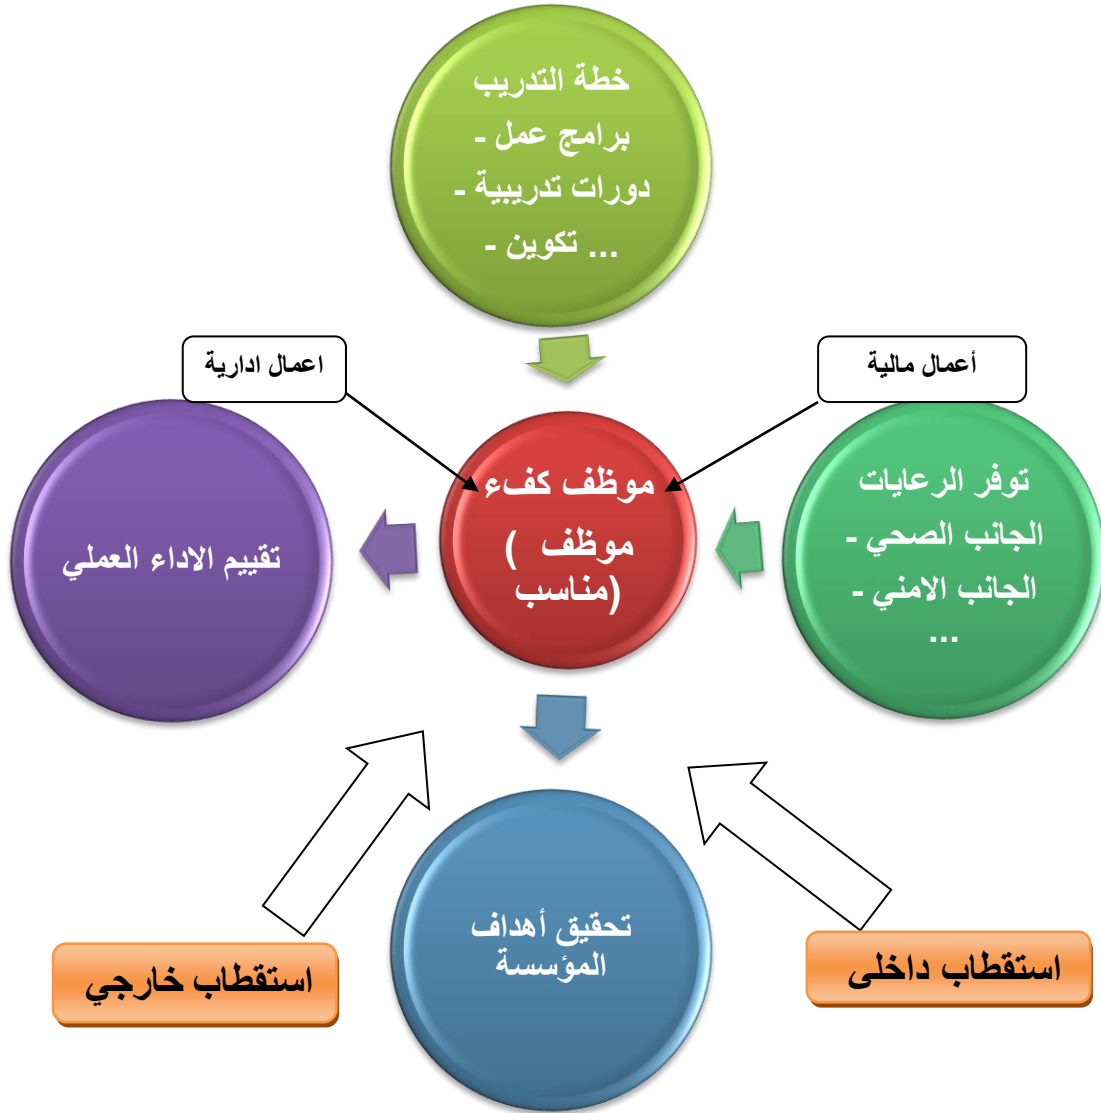 خطة التدريب
برامج عمل -
دورات تدريبية -
... تكوين -
أعمال مالية
اعمال ادارية
توفر الرعايات
الجانب الصحي -
الجانب الامني -
...
موظف كفء
موظف )
(مناسب
تقييم الاداء العملي
تحقيق أهداف
المؤسسة
استقطاب داخلى
استقطاب خارجي